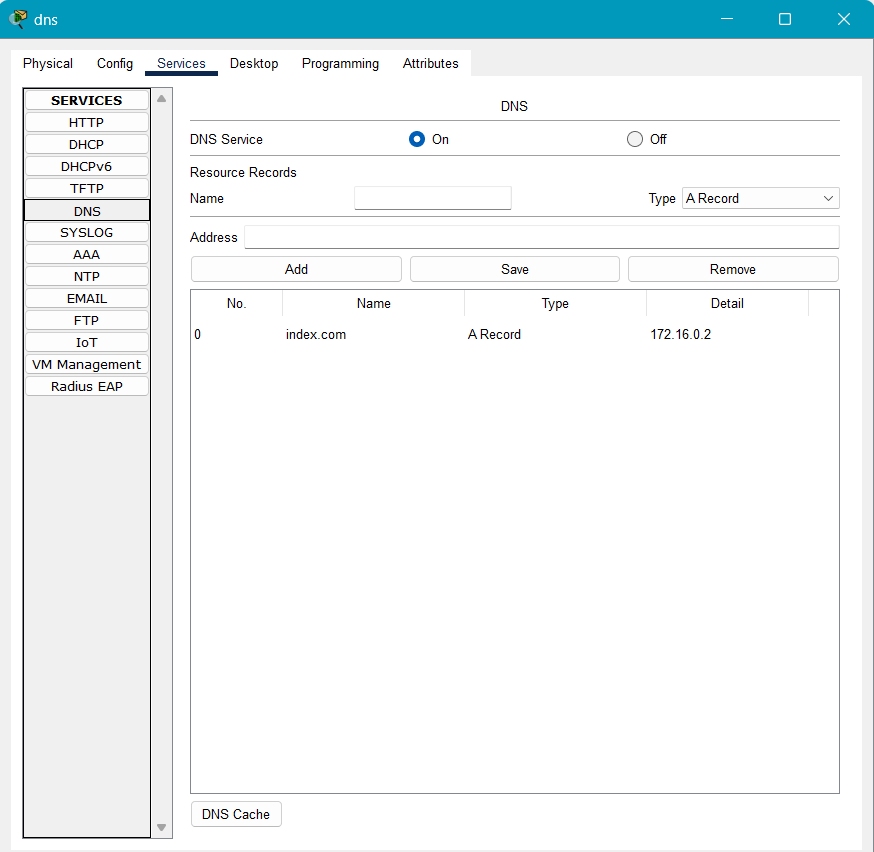 dns
Physical Config Services Desktop Programming Attributes
SERVICES
HTTP
DHCP
DHCPv6
TFTP
DNS
SYSLOG
AAA
NTP
EMAIL
FTP
IoT
VM Management
Radius EAP
DNS
DNS Service On Off
Resource Records
Name Type A Record
Address
Add Save Remove
No. Name Type Detail
0 index.com A Record 172.16.0.2
DNS Cache